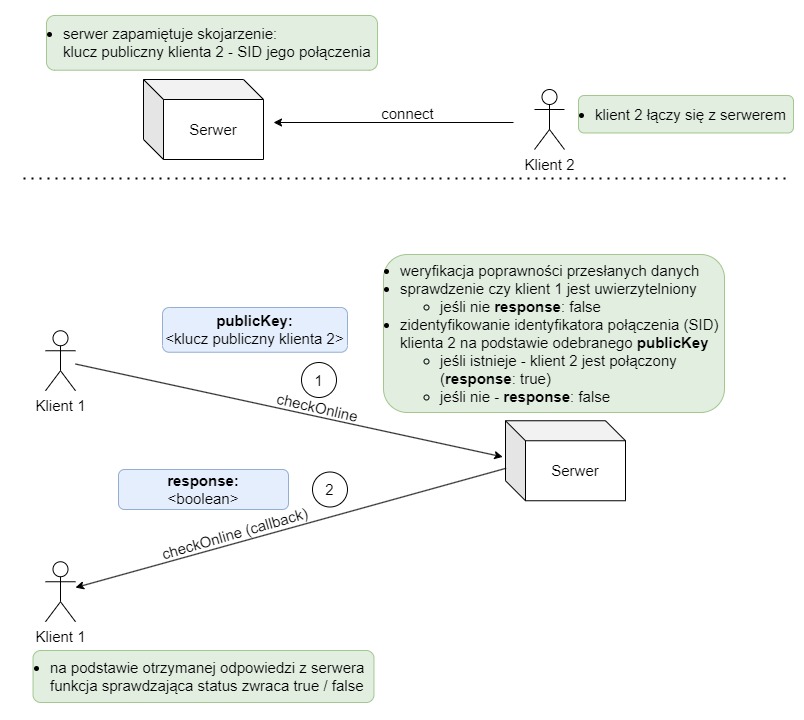 • serwer zapamiętuje skojarzenie:
klucz publiczny klienta 2 - SID jego połączenia
Serwer
connect
Klient 2
• klient 2 łączy się z serwerem
• weryfikacja poprawności przesłanych danych
• sprawdzenie czy klient 1 jest uwierzytelniony
○ jeśli nie response: false
• zidentyfikowanie identyfikatora połączenia (SID)
klienta 2 na podstawie odebranego publicKey
○ jeśli istnieje - klient 2 jest połączony
(response: true)
○ jeśli nie - response: false
publicKey:
<klucz publiczny klienta 2>
Klient 1
1
checkOnline
Serwer
response:
<boolean>
2
checkOnline (callback)
Klient 1
• na podstawie otrzymanej odpowiedzi z serwera
funkcja sprawdzająca status zwraca true / false